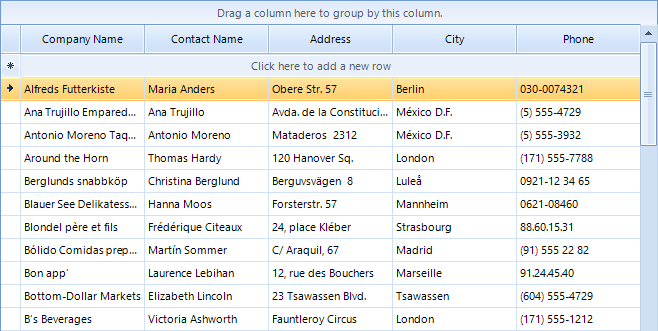 Drag a column here to group by this column.
Company Name Contact Name Address City Phone
Click here to add a new row
Alfreds Futterkiste Maria Anders Obere Str. 57 Berlin 030-0074321
Ana Trujillo Empared... Ana Trujillo Avda. de la Constituci... México D.F. (5) 555-4729
Antonio Moreno Taq... Antonio Moreno Mataderos  2312 México D.F. (5) 555-3932
Around the Horn Thomas Hardy 120 Hanover Sq. London (171) 555-7788
Berglunds snabbköp Christina Berglund Berguvsvägen  8 Luleå 0921-12 34 65
Blauer See Delikatess... Hanna Moos Forsterstr. 57 Mannheim 0621-08460
Blondel père et fils Frédérique Citeaux 24, place Kléber Strasbourg 88.60.15.31
Bólido Comidas prep... Martín Sommer C/ Araquil, 67 Madrid (91) 555 22 82
Bon app' Laurence Lebihan 12, rue des Bouchers Marseille 91.24.45.40
Bottom-Dollar Markets Elizabeth Lincoln 23 Tsawassen Blvd. Tsawassen (604) 555-4729
B's Beverages Victoria Ashworth Fauntleroy Circus London (171) 555-1212